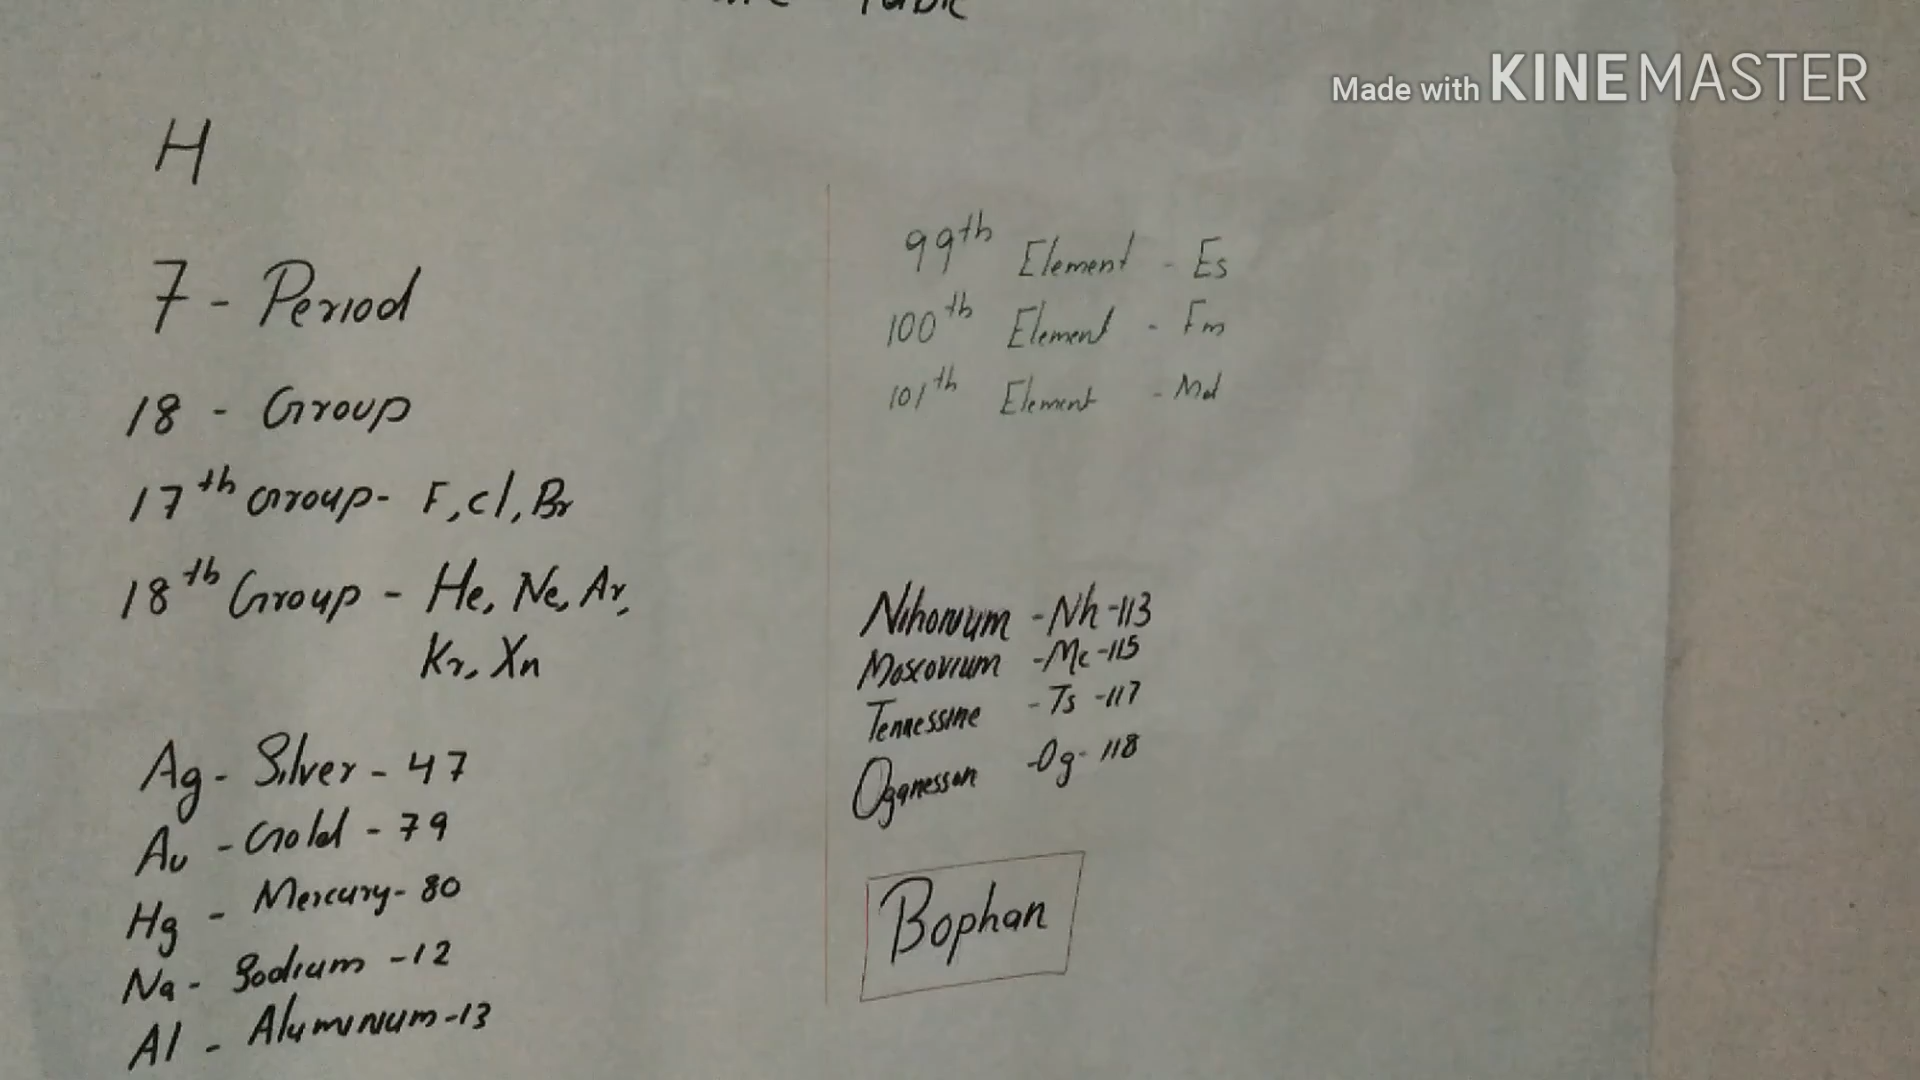 Table
Made with KINEMASTER
H
7 - Period
18 - Group
17th Group - F, Cl, Br
18th Group - He, Ne, Ar,
Kr, Xn
Ag - Silver - 47
Au - Gold - 79
Hg - Mercury - 80
Na - Sodium - 12
Al - Aluminium - 13
99th Element - Es
100th Element - Fm
101th Element - Md
Nihonium - Nh - 113
Moscovium - Mc - 115
Tennessine - Ts - 117
Oganesson - Og - 118
Bophan